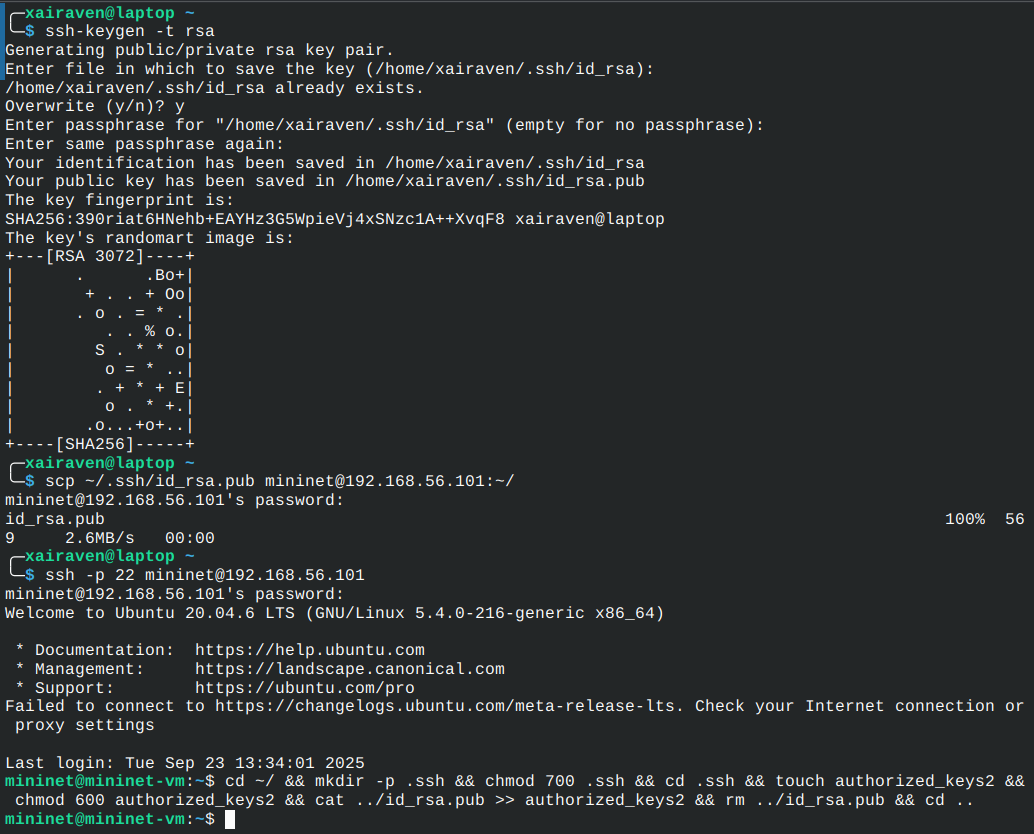 xairaven@laptop ~
$ ssh-keygen -t rsa
Generating public/private rsa key pair.
Enter file in which to save the key (/home/xairaven/.ssh/id_rsa):
/home/xairaven/.ssh/id_rsa already exists.
Overwrite (y/n)? y
Enter passphrase for "/home/xairaven/.ssh/id_rsa" (empty for no passphrase):
Enter same passphrase again:
Your identification has been saved in /home/xairaven/.ssh/id_rsa
Your public key has been saved in /home/xairaven/.ssh/id_rsa.pub
The key fingerprint is:
SHA256:390riat6HNehb+EAYHz3G5WpieVj4xSNzc1A++XvqF8 xairaven@laptop
The key's randomart image is:
+---[RSA 3072]----+
|      .      .Bo+|
|       + . . + Oo|
|      . o . = * .|
|         . . % o.|
|        S . * * o|
|         o = * ..|
|        . + * + E|
|         o . * +.|
|       .o...+o+..|
+----[SHA256]-----+
xairaven@laptop ~
$ scp ~/.ssh/id_rsa.pub mininet@192.168.56.101:~/
mininet@192.168.56.101's password:
id_rsa.pub                                                                                    100%  56
9     2.6MB/s   00:00
xairaven@laptop ~
$ ssh -p 22 mininet@192.168.56.101
mininet@192.168.56.101's password:
Welcome to Ubuntu 20.04.6 LTS (GNU/Linux 5.4.0-216-generic x86_64)

 * Documentation:  https://help.ubuntu.com
 * Management:     https://landscape.canonical.com
 * Support:        https://ubuntu.com/pro
Failed to connect to https://changelogs.ubuntu.com/meta-release-lts. Check your Internet connection or
 proxy settings

Last login: Tue Sep 23 13:34:01 2025
mininet@mininet-vm:~$ cd ~/ && mkdir -p .ssh && chmod 700 .ssh && cd .ssh && touch authorized_keys2 &&
 chmod 600 authorized_keys2 && cat ../id_rsa.pub >> authorized_keys2 && rm ../id_rsa.pub && cd ..
mininet@mininet-vm:~$